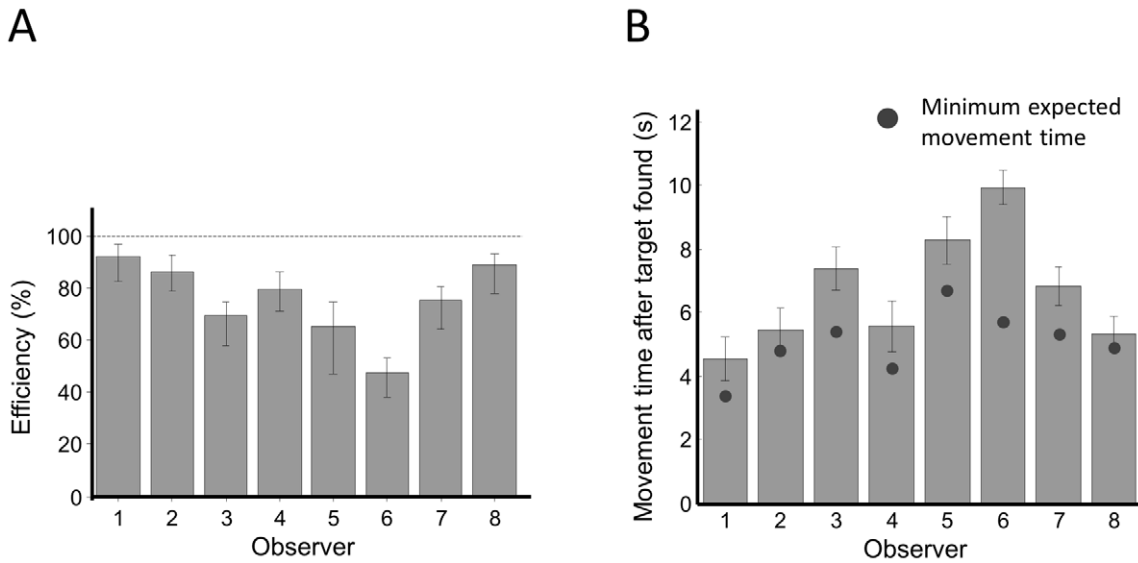 A
B
Minimum expected
movement time
Efficiency (%)
100
80
60
40
20
0
1 2 3 4 5 6 7 8
Observer
Movement time after target found (s)
12
10
8
6
4
2
0
1 2 3 4 5 6 7 8
Observer